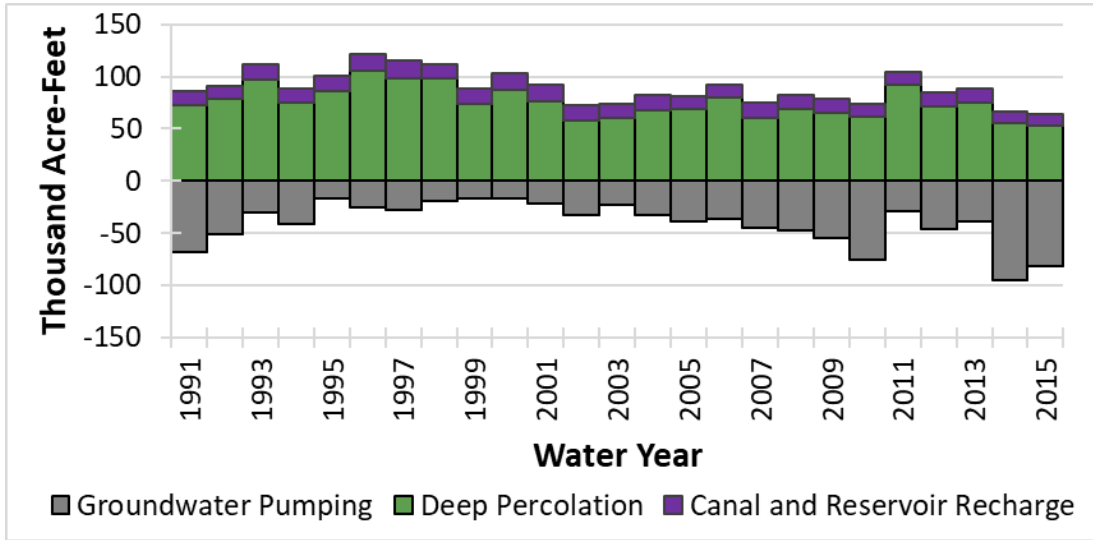 Thousand Acre-Feet
150
100
50
0
-50
-100
-150
1991 1993 1995 1997 1999 2001 2003 2005 2007 2009 2011 2013 2015
Water Year
Groundwater Pumping Deep Percolation Canal and Reservoir Recharge